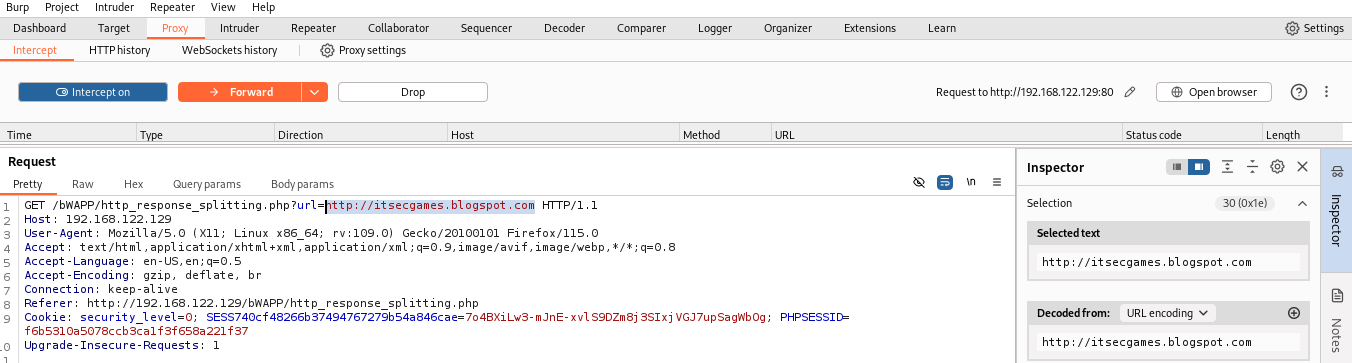 Burp Project Intruder Repeater View Help
Dashboard Target Proxy Intruder Repeater Collaborator Sequencer Decoder Comparer Logger Organizer Extensions Learn Settings
Intercept HTTP history WebSockets history Proxy settings
Intercept on Forward Drop Request to http://192.168.122.129:80 Open browser
Time Type Direction Host Method URL Status code Length
Request
Pretty Raw Hex Query params Body params \n
1 GET /bWAPP/http_response_splitting.php?url=http://itsecgames.blogspot.com HTTP/1.1
2 Host: 192.168.122.129
3 User-Agent: Mozilla/5.0 (X11; Linux x86_64; rv:109.0) Gecko/20100101 Firefox/115.0
4 Accept: text/html,application/xhtml+xml,application/xml;q=0.9,image/avif,image/webp,*/*;q=0.8
5 Accept-Language: en-US,en;q=0.5
6 Accept-Encoding: gzip, deflate, br
7 Connection: keep-alive
8 Referer: http://192.168.122.129/bWAPP/http_response_splitting.php
9 Cookie: security_level=0; SESS740cf48266b37494767279b54a846cae=7o4BXiLw3-mJnE-xvlS9DZm8j3SIxjVGJ7upSagWbOg; PHPSESSID=
f6b5310a5078ccb3ca1f3f658a221f37
10 Upgrade-Insecure-Requests: 1
Inspector
Selection 30 (0x1e)
Selected text
http://itsecgames.blogspot.com
Decoded from: URL encoding
http://itsecgames.blogspot.com
Inspector
Notes